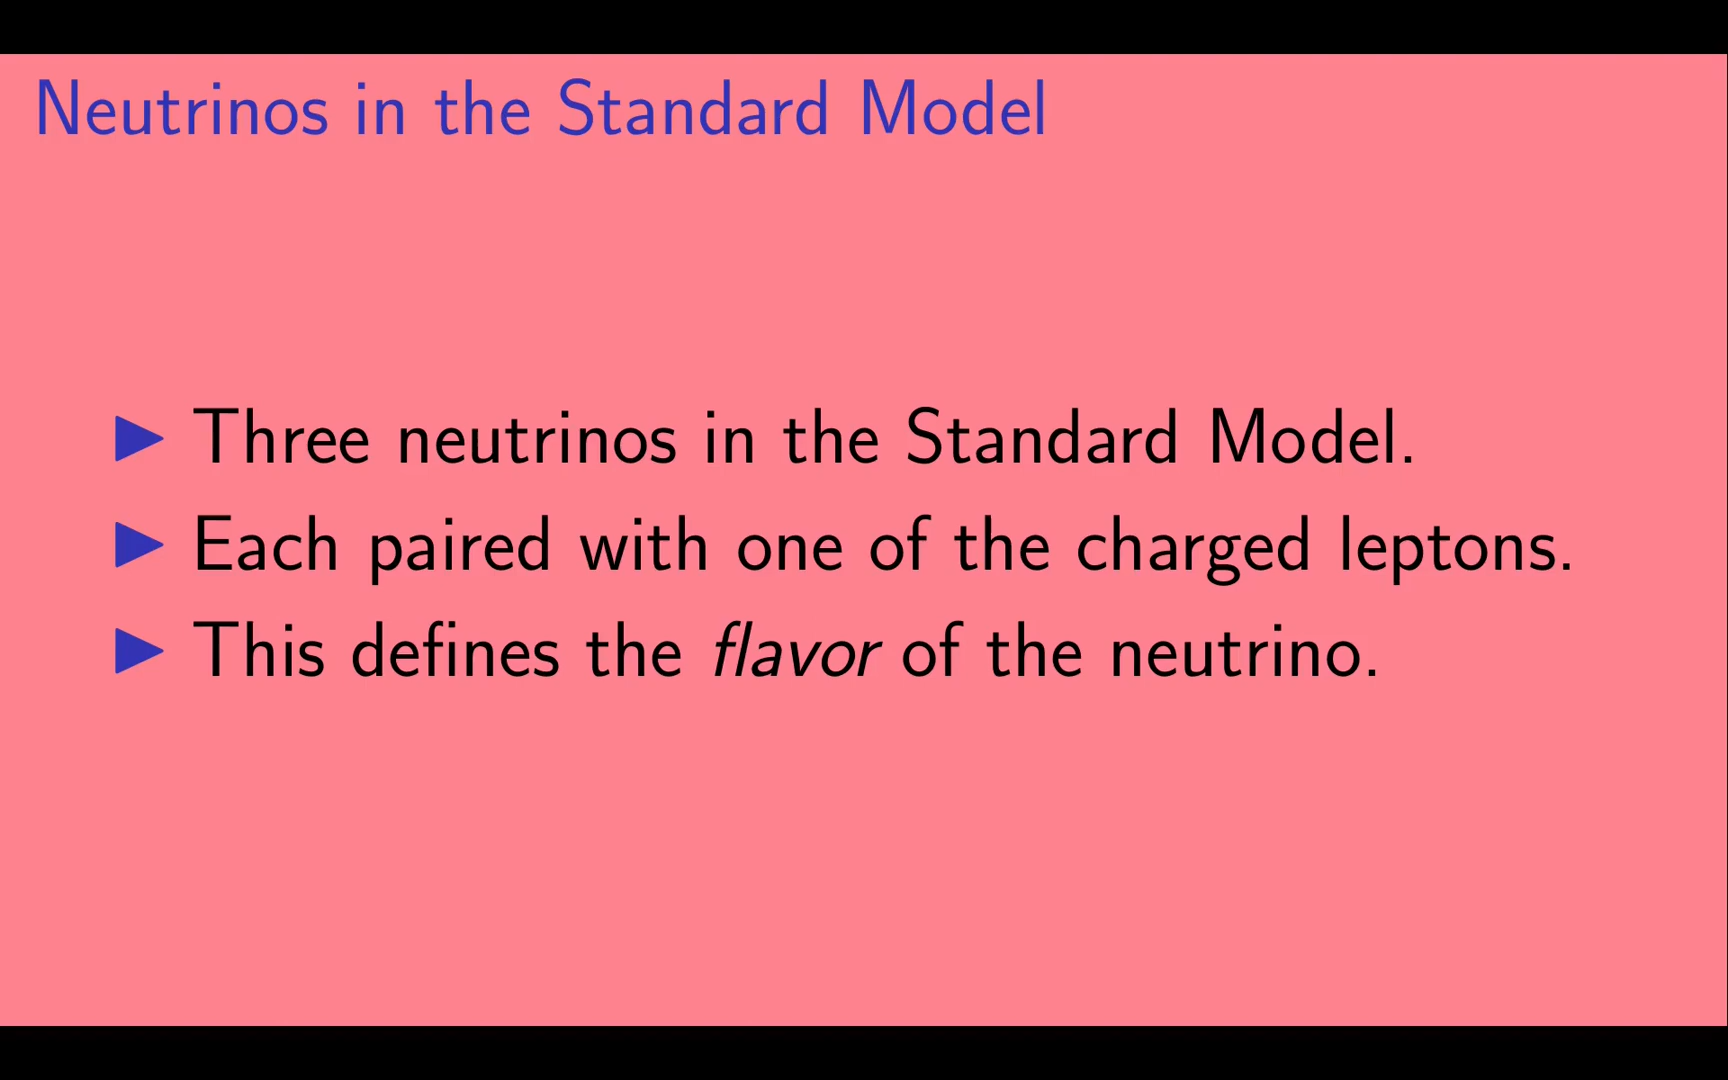 Neutrinos in the Standard Model
Three neutrinos in the Standard Model.
Each paired with one of the charged leptons.
This defines the flavor of the neutrino.